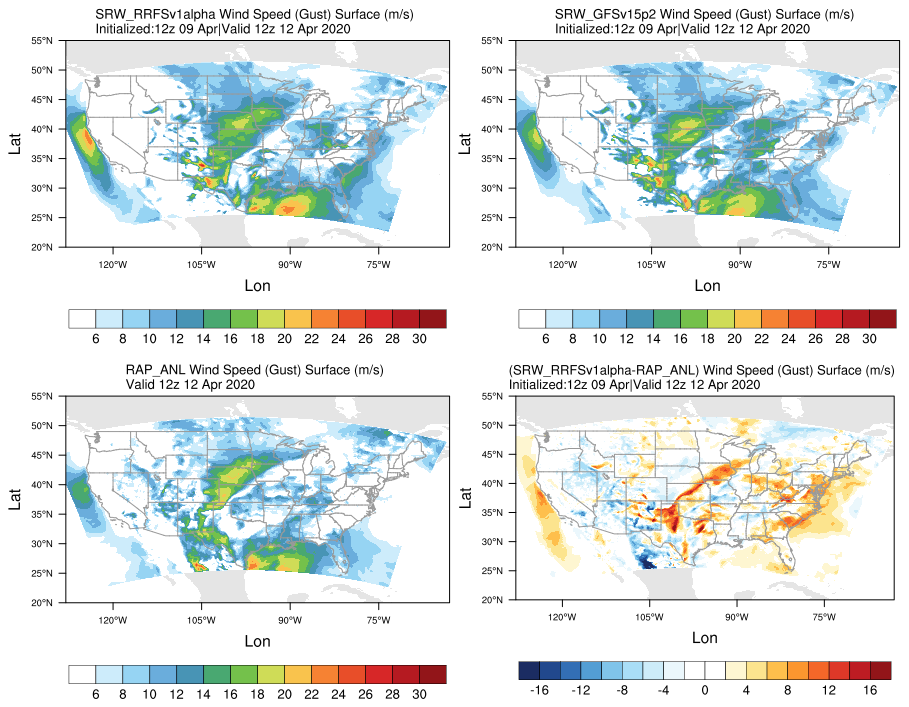 SRW_RRFSv1alpha Wind Speed (Gust) Surface (m/s)
Initialized:12z 09 Apr|Valid 12z 12 Apr 2020
55°N
50°N
45°N
40°N
35°N
30°N
25°N
20°N
Lat
120°W 105°W 90°W 75°W
Lon
6 8 10 12 14 16 18 20 22 24 26 28 30
SRW_GFSv15p2 Wind Speed (Gust) Surface (m/s)
Initialized:12z 09 Apr|Valid 12z 12 Apr 2020
55°N
50°N
45°N
40°N
35°N
30°N
25°N
20°N
Lat
120°W 105°W 90°W 75°W
Lon
6 8 10 12 14 16 18 20 22 24 26 28 30
RAP_ANL Wind Speed (Gust) Surface (m/s)
Valid 12z 12 Apr 2020
55°N
50°N
45°N
40°N
35°N
30°N
25°N
20°N
Lat
120°W 105°W 90°W 75°W
Lon
6 8 10 12 14 16 18 20 22 24 26 28 30
(SRW_RRFSv1alpha-RAP_ANL) Wind Speed (Gust) Surface (m/s)
Initialized:12z 09 Apr|Valid 12z 12 Apr 2020
55°N
50°N
45°N
40°N
35°N
30°N
25°N
20°N
Lat
120°W 105°W 90°W 75°W
Lon
-16 -12 -8 -4 0 4 8 12 16